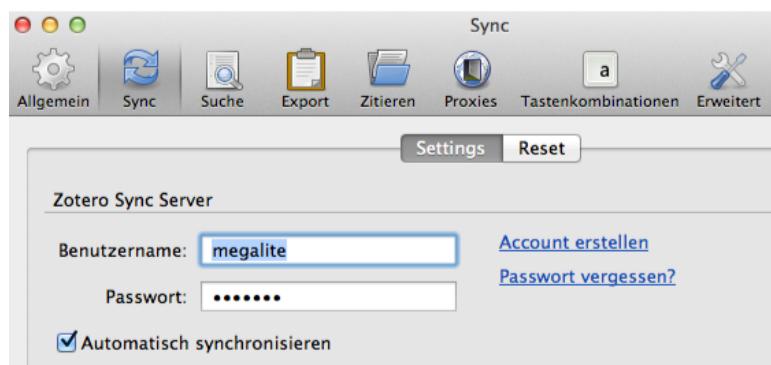 Sync
Allgemein Sync Suche Export Zitieren Proxies a Tastenkombinationen Erweitert
Settings Reset
Zotero Sync Server
Benutzername: megalite Account erstellen
Passwort: ••••••• Passwort vergessen?
Automatisch synchronisieren